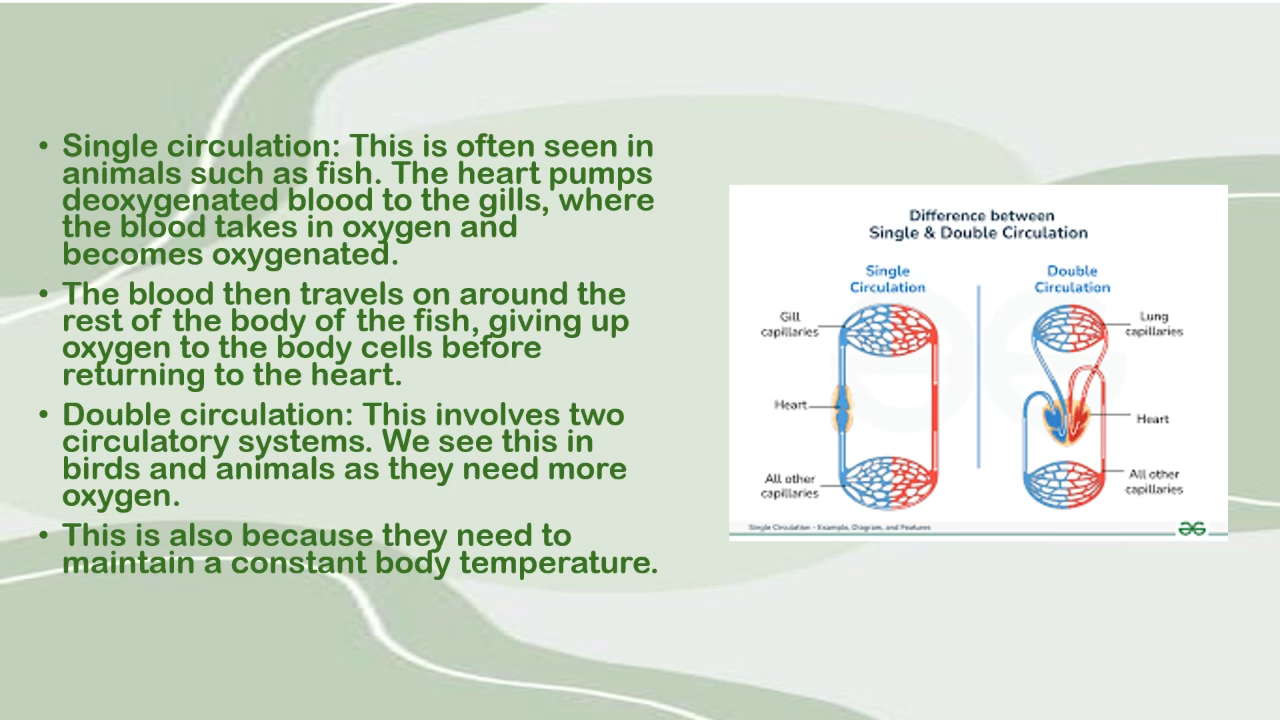 • Single circulation: This is often seen in
animals such as fish. The heart pumps
deoxygenated blood to the gills, where
the blood takes in oxygen and
becomes oxygenated.
• The blood then travels on around the
rest of the body of the fish, giving up
oxygen to the body cells before
returning to the heart.
• Double circulation: This involves two
circulatory systems. We see this in
birds and animals as they need more
oxygen.
• This is also because they need to
maintain a constant body temperature.
Difference between
Single & Double Circulation
Single
Circulation
Gill
capillaries
Heart
All other
capillaries
Double
Circulation
Lung
capillaries
Heart
All other
capillaries
Single Circulation - Example, Diagram, and Features